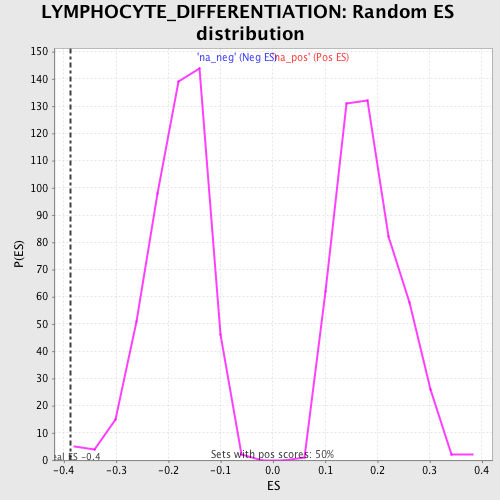 LYMPHOCYTE_DIFFERENTIATION: Random ES
distribution
'na_neg' (Neg ES) 'na_pos' (Pos ES)
150
140
130
120
110
100
90
80
70
60
50
40
30
20
10
0
P(ES)
ES -0.4
Sets with pos scores: 50%
-0.4 -0.3 -0.2 -0.1 0.0 0.1 0.2 0.3 0.4
ES